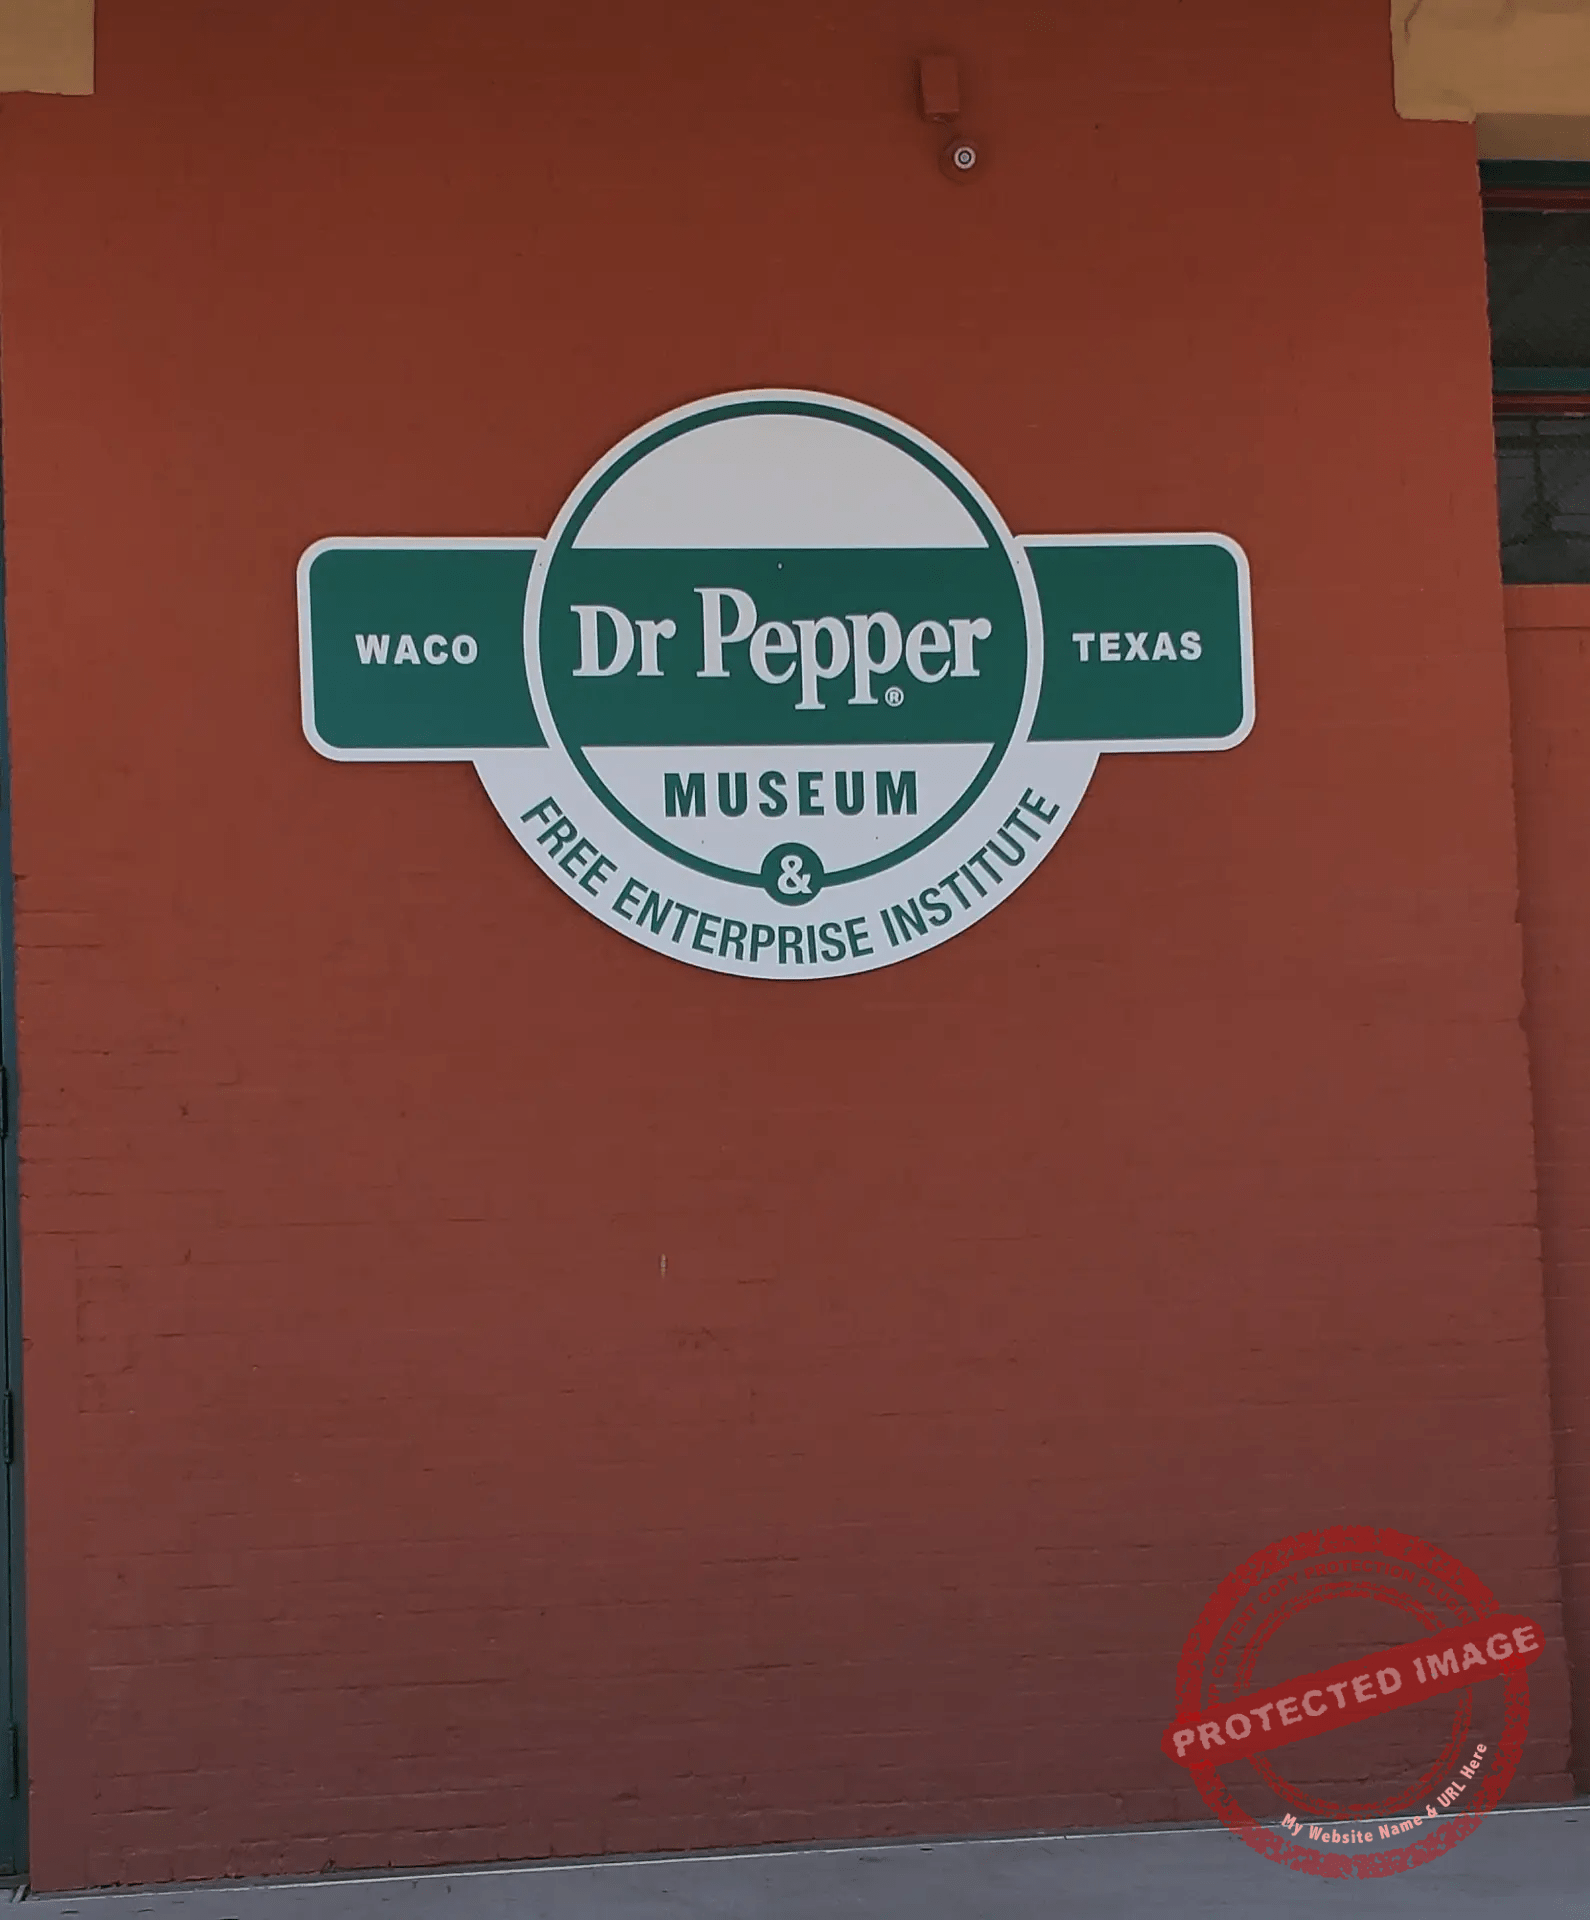 WACO
Dr Pepper®
TEXAS
MUSEUM
&
FREE ENTERPRISE INSTITUTE
PROTECTED IMAGE
My Website Name & URL Here